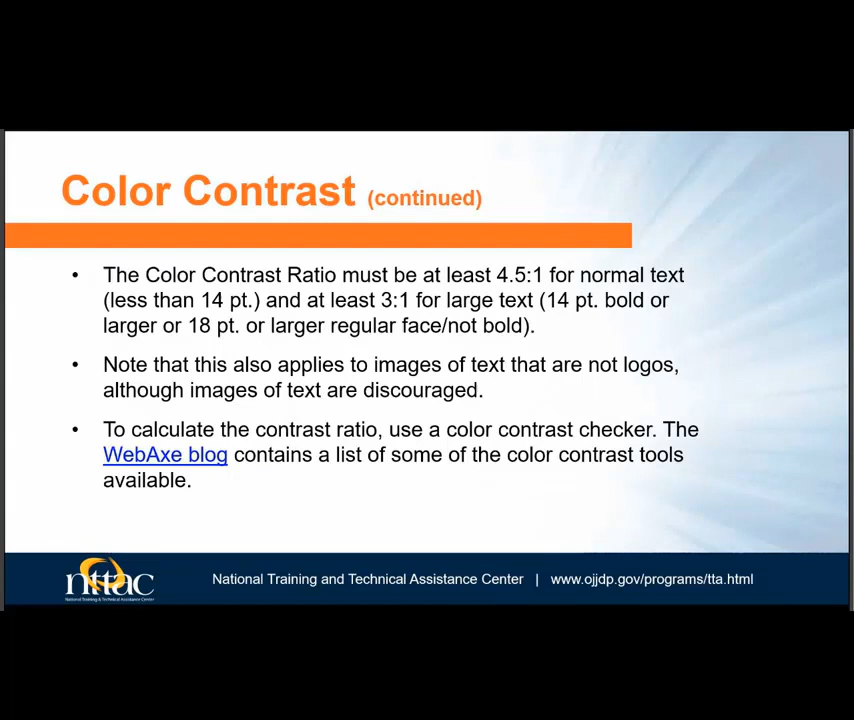 Color Contrast (continued)
• The Color Contrast Ratio must be at least 4.5:1 for normal text
(less than 14 pt.) and at least 3:1 for large text (14 pt. bold or
larger or 18 pt. or larger regular face/not bold).
• Note that this also applies to images of text that are not logos,
although images of text are discouraged.
• To calculate the contrast ratio, use a color contrast checker. The
WebAxe blog contains a list of some of the color contrast tools
available.
nttac
National Training & Technical Assistance Center
National Training and Technical Assistance Center | www.ojjdp.gov/programs/tta.html